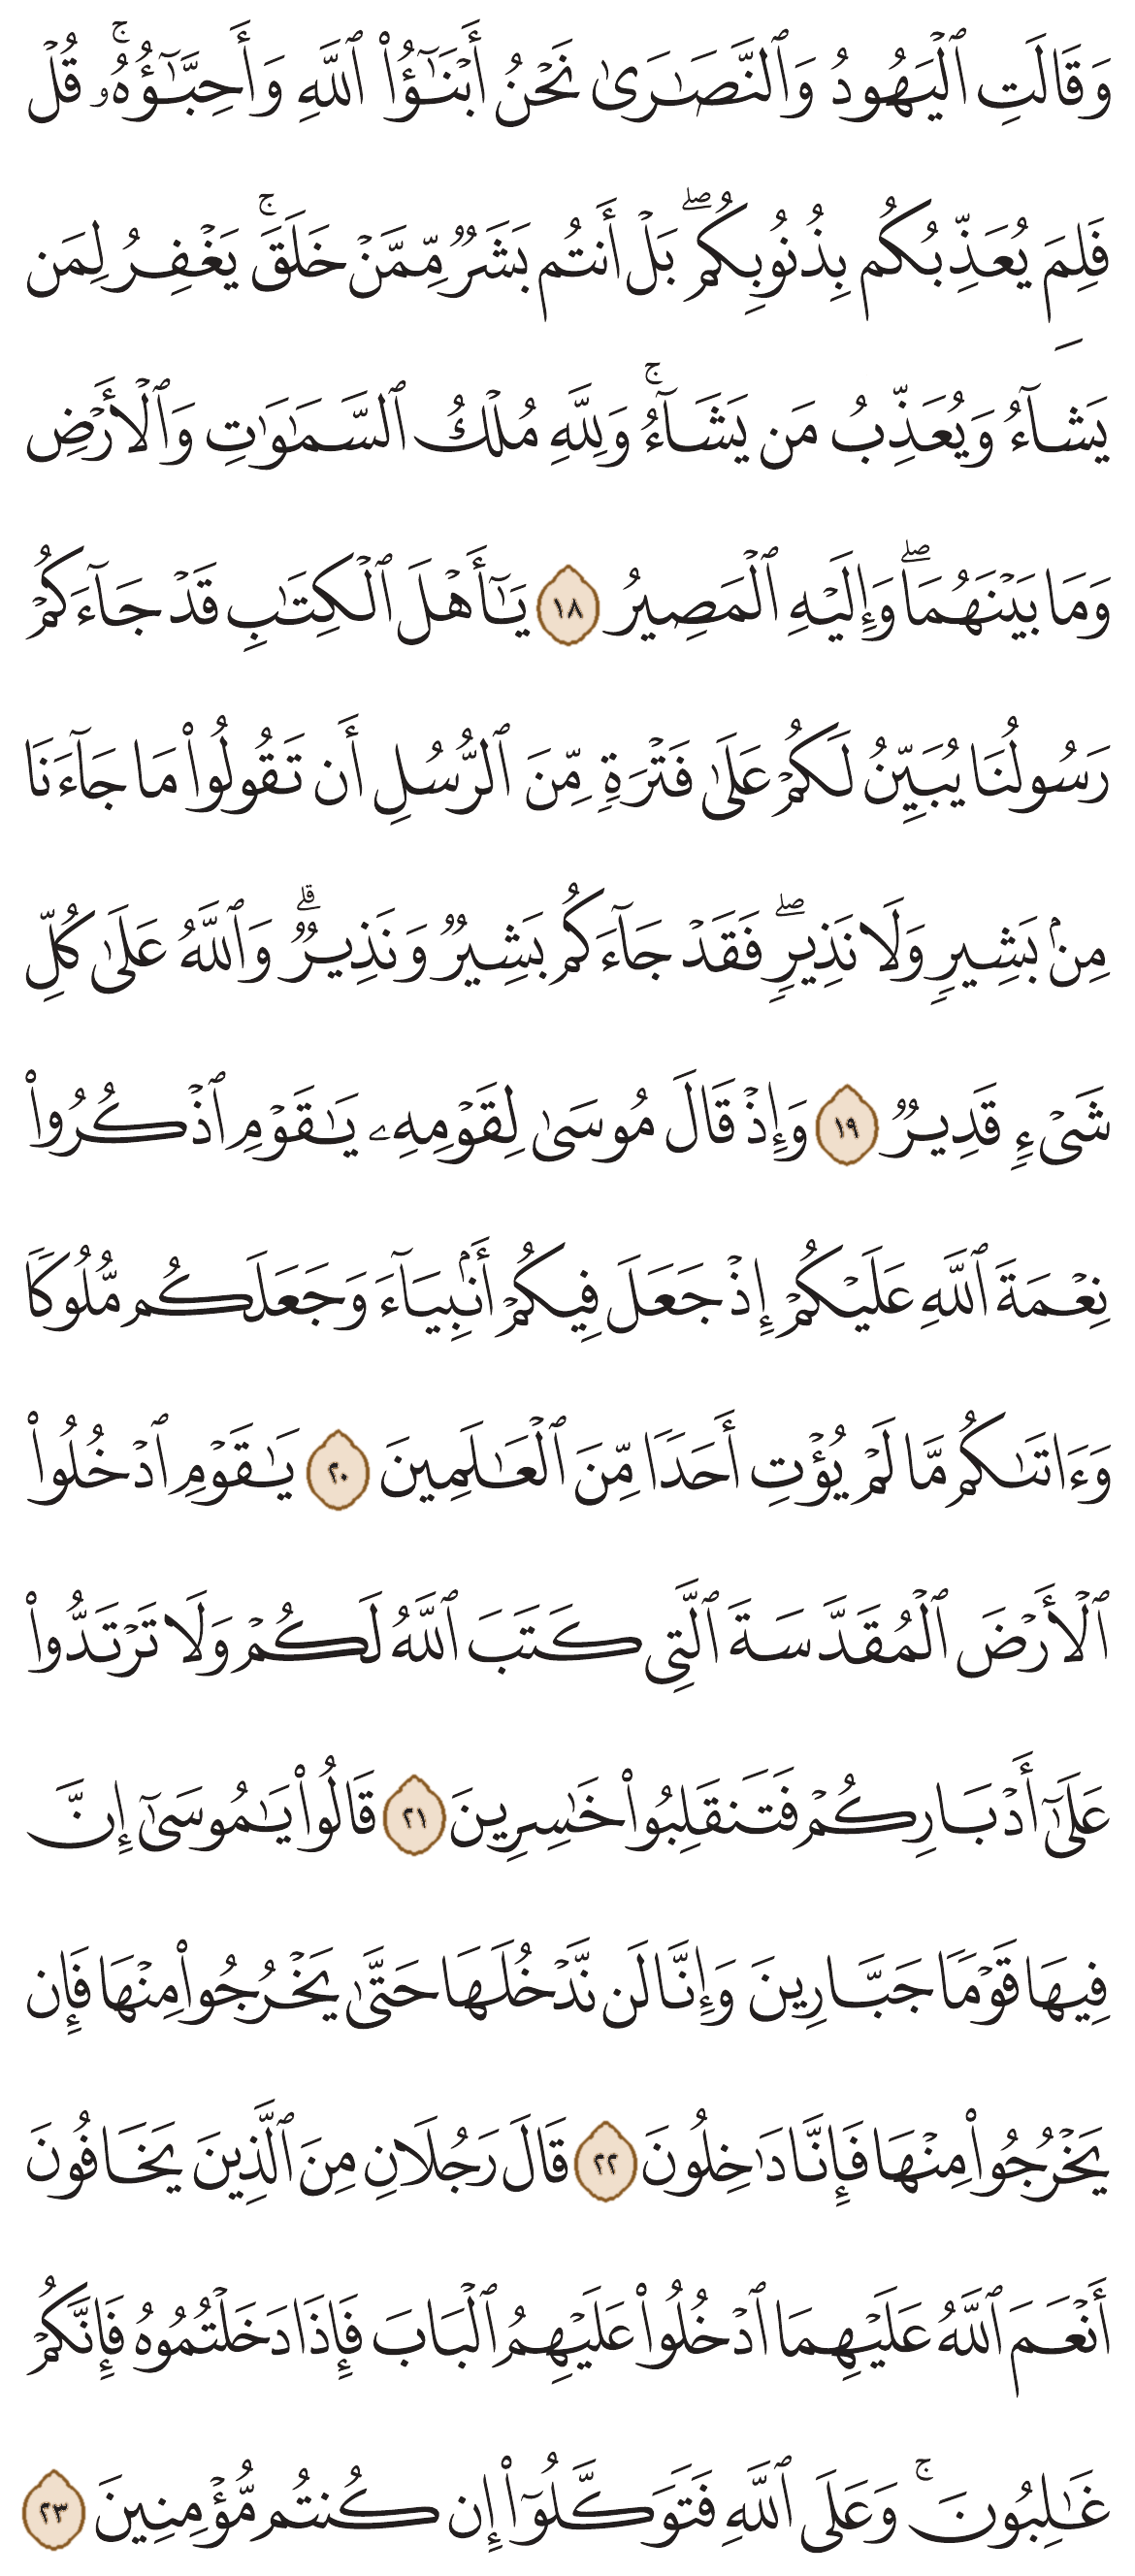 وَقَالَتِ ٱلْيَهُودُ وَٱلنَّصَٰرَىٰ نَحْنُ أَبْنَٰٓؤُا۟ ٱللَّهِ وَأَحِبَّٰٓؤُهُۥ ۚ قُلْ
فَلِمَ يُعَذِّبُكُم بِذُنُوبِكُم ۖ بَلْ أَنتُم بَشَرٌ مِّمَّنْ خَلَقَ ۚ يَغْفِرُ لِمَن
يَشَآءُ وَيُعَذِّبُ مَن يَشَآءُ ۚ وَلِلَّهِ مُلْكُ ٱلسَّمَٰوَٰتِ وَٱلْأَرْضِ
وَمَا بَيْنَهُمَا ۖ وَإِلَيْهِ ٱلْمَصِيرُ ١٨ يَٰٓأَهْلَ ٱلْكِتَٰبِ قَدْ جَآءَكُمْ
رَسُولُنَا يُبَيِّنُ لَكُمْ عَلَىٰ فَتْرَةٍ مِّنَ ٱلرُّسُلِ أَن تَقُولُوا۟ مَا جَآءَنَا
مِنۢ بَشِيرٍ وَلَا نَذِيرٍ ۖ فَقَدْ جَآءَكُم بَشِيرٌ وَنَذِيرٌ ۗ وَٱللَّهُ عَلَىٰ كُلِّ
شَىْءٍ قَدِيرٌ ١٩ وَإِذْ قَالَ مُوسَىٰ لِقَوْمِهِۦ يَٰقَوْمِ ٱذْكُرُوا۟
نِعْمَةَ ٱللَّهِ عَلَيْكُمْ إِذْ جَعَلَ فِيكُمْ أَنۢبِيَآءَ وَجَعَلَكُم مُّلُوكًا
وَءَاتَىٰكُم مَّا لَمْ يُؤْتِ أَحَدًا مِّنَ ٱلْعَٰلَمِينَ ٢٠ يَٰقَوْمِ ٱدْخُلُوا۟
ٱلْأَرْضَ ٱلْمُقَدَّسَةَ ٱلَّتِى كَتَبَ ٱللَّهُ لَكُمْ وَلَا تَرْتَدُّوا۟
عَلَىٰٓ أَدْبَارِكُمْ فَتَنقَلِبُوا۟ خَٰسِرِينَ ٢١ قَالُوا۟ يَٰمُوسَىٰٓ إِنَّ
فِيهَا قَوْمًا جَبَّارِينَ وَإِنَّا لَن نَّدْخُلَهَا حَتَّىٰ يَخْرُجُوا۟ مِنْهَا فَإِن
يَخْرُجُوا۟ مِنْهَا فَإِنَّا دَٰخِلُونَ ٢٢ قَالَ رَجُلَانِ مِنَ ٱلَّذِينَ يَخَافُونَ
أَنْعَمَ ٱللَّهُ عَلَيْهِمَا ٱدْخُلُوا۟ عَلَيْهِمُ ٱلْبَابَ فَإِذَا دَخَلْتُمُوهُ فَإِنَّكُمْ
غَٰلِبُونَ ۚ وَعَلَى ٱللَّهِ فَتَوَكَّلُوٓا۟ إِن كُنتُم مُّؤْمِنِينَ ٢٣